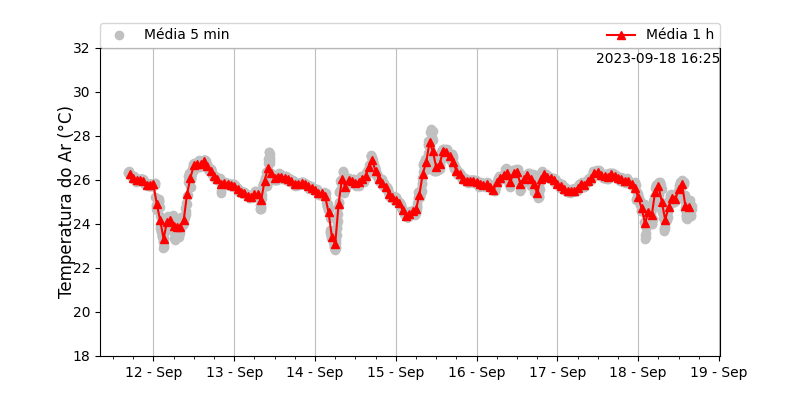 Média 5 min
Média 1 h
2023-09-18 16:25
Temperatura do Ar (°C)
32
30
28
26
24
22
20
18
12 - Sep
13 - Sep
14 - Sep
15 - Sep
16 - Sep
17 - Sep
18 - Sep
19 - Sep